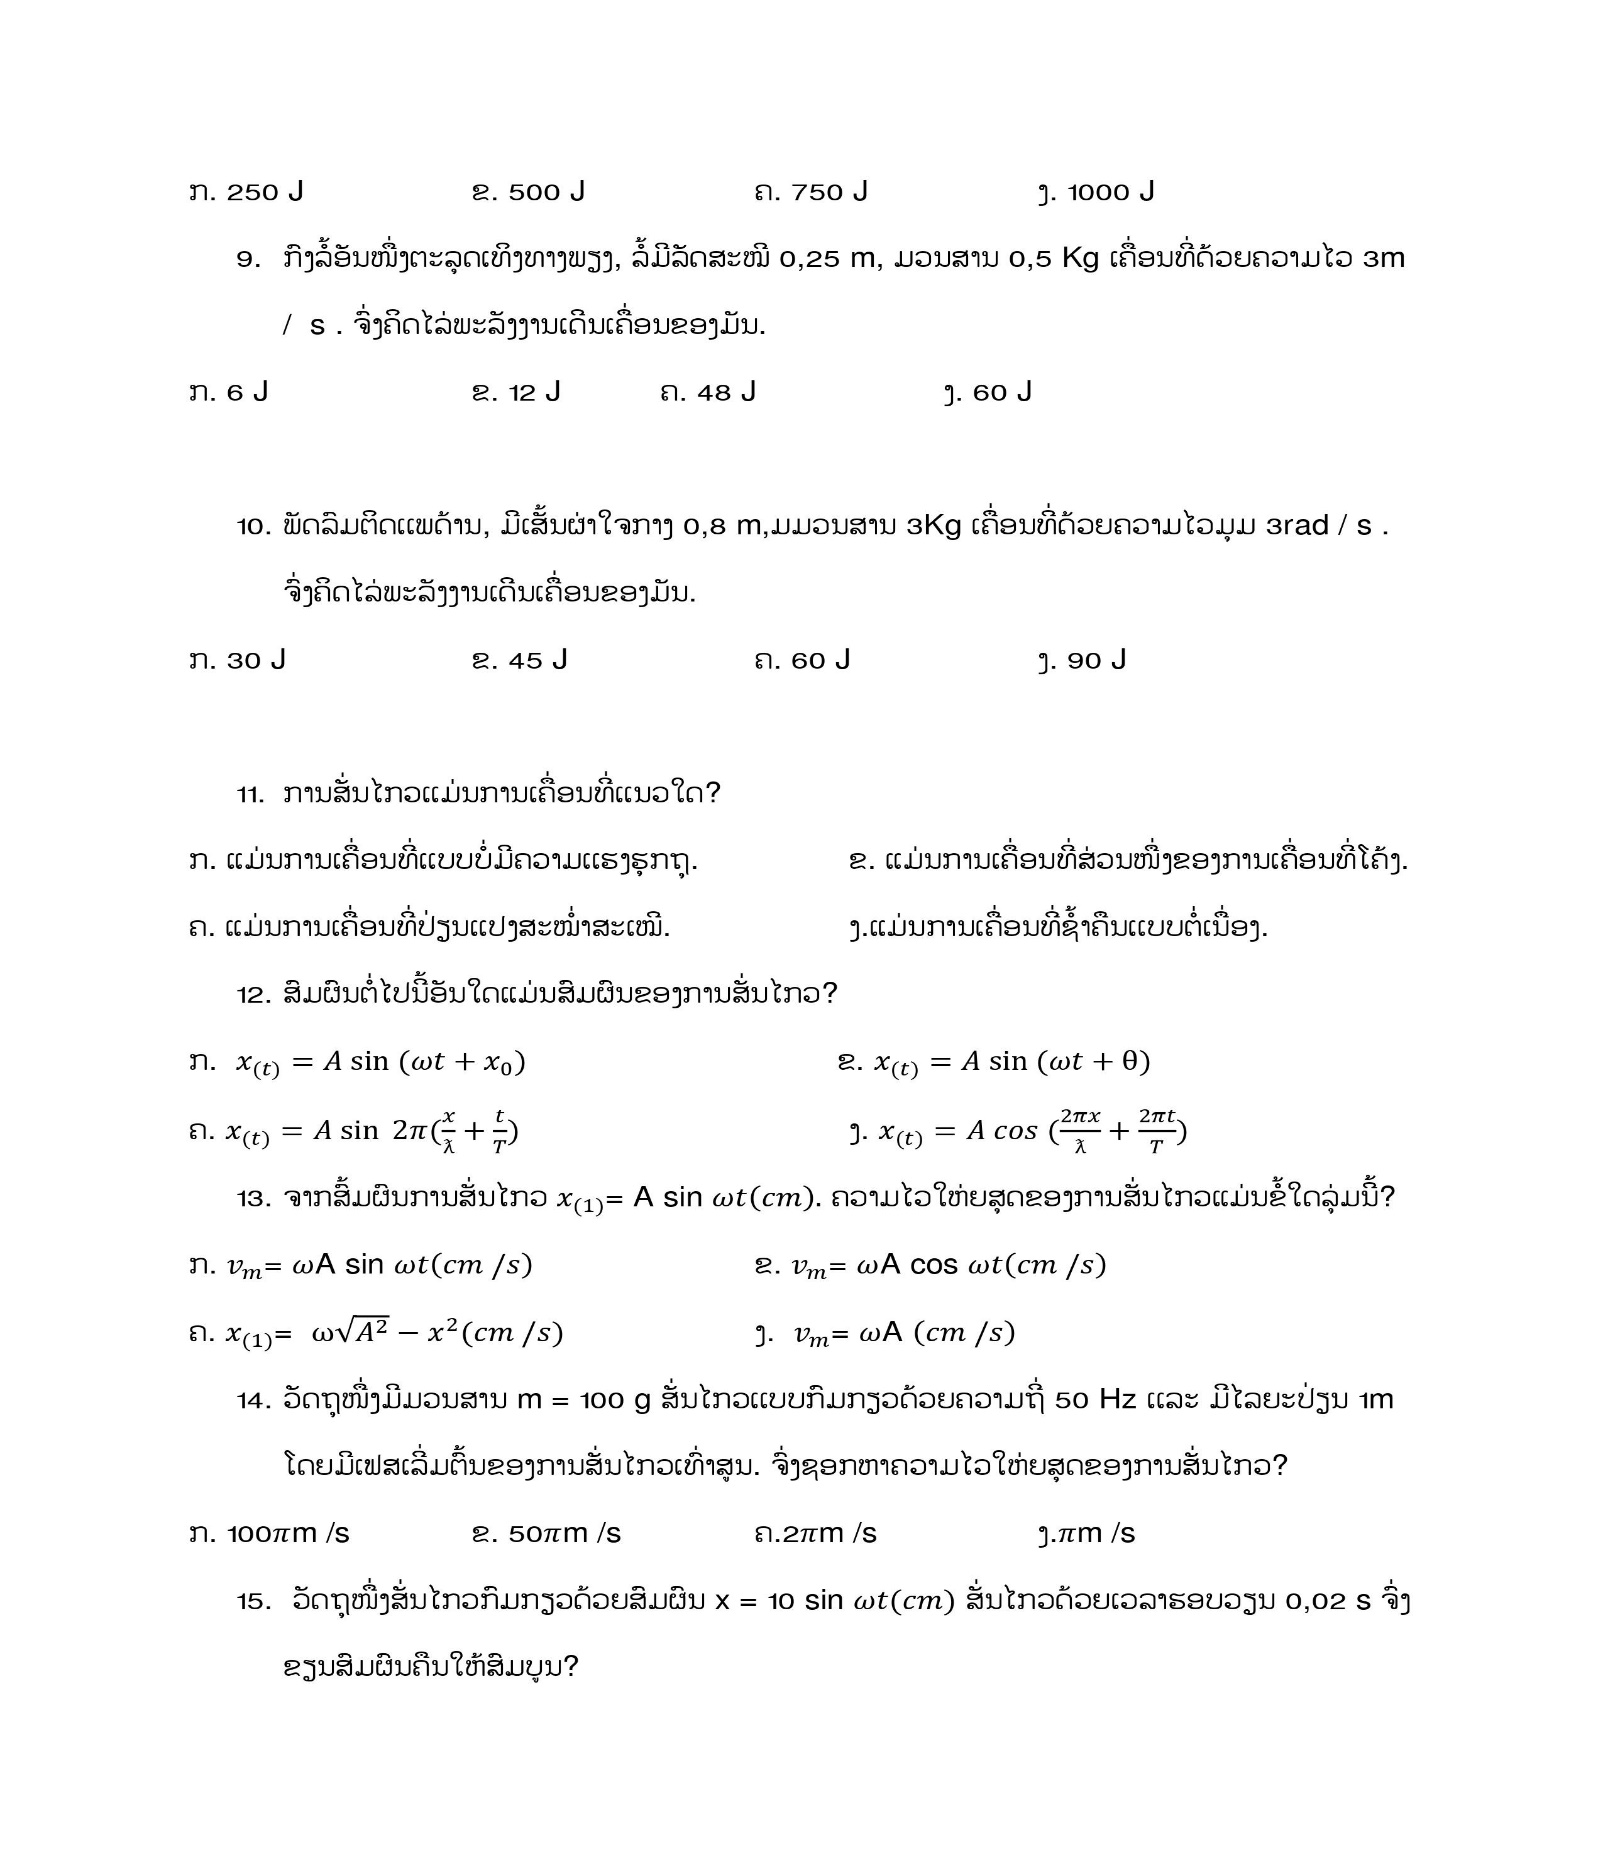 ກ. 250 J ຂ. 500 J ຄ. 750 J ງ. 1000 J
9. ກົງລໍ້ອັນໜື່ງຕະລຸດເທິງທາງພຽງ, ລໍ້ມີລັດສະໝີ 0,25 m, ມວນສານ 0,5 Kg ເຄື່ອນທີ່ດ້ວຍຄວາມໄວ 3m
/ s . ຈົ່ງຄິດໄລ່ພະລັງງານເດີນເຄື່ອນຂອງມັນ.
ກ. 6 J ຂ. 12 J ຄ. 48 J ງ. 60 J
10. ພັດລົມຕິດແພດ້ານ, ມີເສັ້ນຜ່າໃຈກາງ 0,8 m,ມມວນສານ 3Kg ເຄື່ອນທີ່ດ້ວຍຄວາມໄວມຸມ 3rad / s .
ຈົ່ງຄິດໄລ່ພະລັງງານເດີນເຄື່ອນຂອງມັນ.
ກ. 30 J ຂ. 45 J ຄ. 60 J ງ. 90 J
11. ການສັ່ນໄກວແມ່ນການເຄື່ອນທີ່ແນວໃດ?
ກ. ແມ່ນການເຄື່ອນທີ່ແບບບໍ່ມີຄວາມແຮງຮຸກຖຸ. ຂ. ແມ່ນການເຄື່ອນທີ່ສ່ວນໜຶ່ງຂອງການເຄື່ອນທີ່ໂຄ້ງ.
ຄ. ແມ່ນການເຄື່ອນທີ່ປ່ຽນແປງສະໝໍ່າສະເໝີ. ງ.ແມ່ນການເຄື່ອນທີ່ຊໍ້າຄືນແບບຕໍ່ເນື່ອງ.
12. ສົມຜົນຕໍ່ໄປນີ້ອັນໃດແມ່ນສົມຜົນຂອງການສັ່ນໄກວ?
ກ. x₍t₎ = A sin (ωt + x₀) ຂ. x₍t₎ = A sin (ωt + θ)
ຄ. x₍t₎ = A sin 2π(x/ƛ + t/T) ງ. x₍t₎ = A cos (2πx/ƛ + 2πt/T)
13. ຈາກສົ້ມຜົນການສັ່ນໄກວ x₍₁₎= A sin ωt(cm). ຄວາມໄວໃຫ່ຍສຸດຂອງການສັ່ນໄກວແມ່ນຂໍ້ໃດລຸ່ມນີ້?
ກ. vₘ= ωA sin ωt(cm /s) ຂ. vₘ= ωA cos ωt(cm /s)
ຄ. x₍₁₎= ω√A² − x²(cm /s) ງ. vₘ= ωA (cm /s)
14. ວັດຖຸໜື່ງມີມວນສານ m = 100 g ສັ່ນໄກວແບບກົມກຽວດ້ວຍຄວາມຖີ່ 50 Hz ແລະ ມີໄລຍະປ່ຽນ 1m
ໂດຍມີເຟສເລີ່ມຕົ້ນຂອງການສັ່ນໄກວເທົ່າສູນ. ຈົ່ງຊອກຫາຄວາມໄວໃຫ່ຍສຸດຂອງການສັ່ນໄກວ?
ກ. 100πm /s ຂ. 50πm /s ຄ.2πm /s ງ.πm /s
15. ວັດຖຸໜື່ງສັ່ນໄກວກົມກຽວດ້ວຍສົມຜົນ x = 10 sin ωt(cm) ສັ່ນໄກວດ້ວຍເວລາຮອບວຽນ 0,02 s ຈົ່ງ
ຂຽນສົມຜົນຄືນໃຫ້ສົມບູນ?